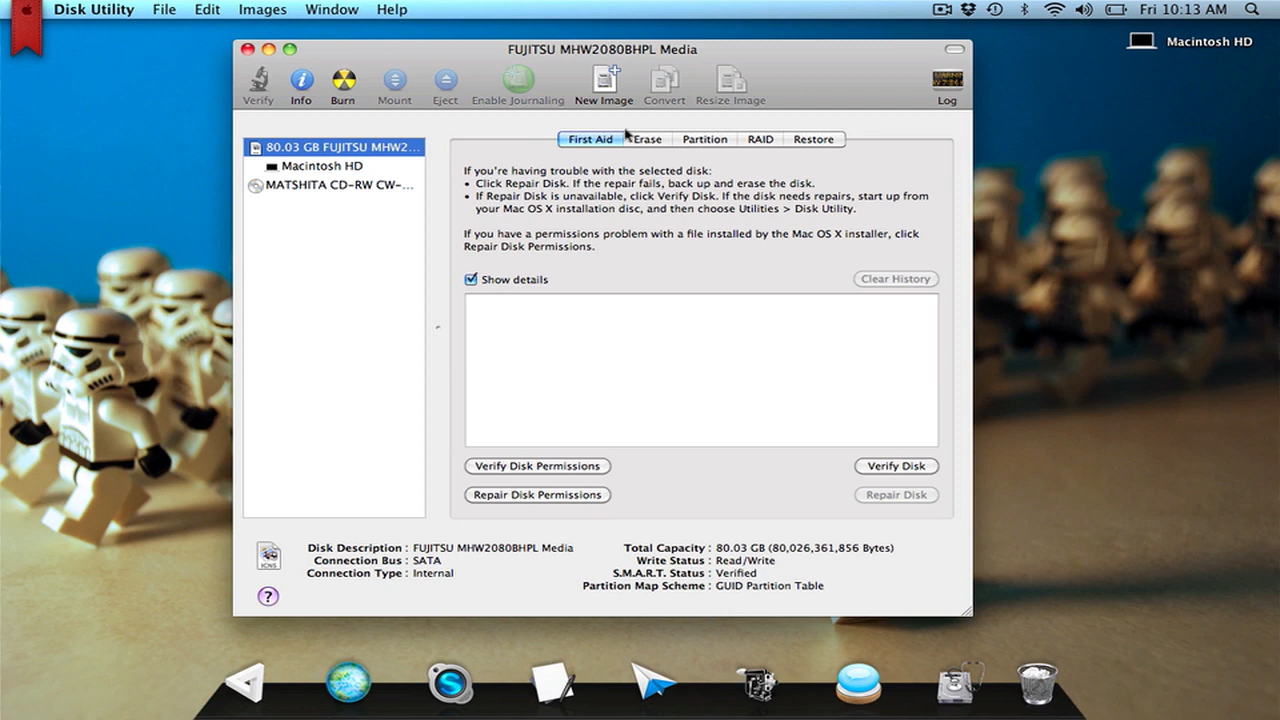 Disk Utility File Edit Images Window Help Fri 10:13 AM
Macintosh HD
FUJITSU MHW2080BHPL Media
Verify Info Burn Mount Eject Enable Journaling New Image Convert Resize Image Log
80.03 GB FUJITSU MHW2...
Macintosh HD
MATSHITA CD-RW CW-...
First Aid Erase Partition RAID Restore
If you're having trouble with the selected disk:
• Click Repair Disk. If the repair fails, back up and erase the disk.
• If Repair Disk is unavailable, click Verify Disk. If the disk needs repairs, start up from
your Mac OS X installation disc, and then choose Utilities > Disk Utility.
If you have a permissions problem with a file installed by the Mac OS X installer, click
Repair Disk Permissions.
Show details Clear History
Verify Disk Permissions Verify Disk
Repair Disk Permissions Repair Disk
Disk Description : FUJITSU MHW2080BHPL Media Total Capacity : 80.03 GB (80,026,361,856 Bytes)
Connection Bus : SATA Write Status : Read/Write
Connection Type : Internal S.M.A.R.T. Status : Verified
Partition Map Scheme : GUID Partition Table
ICNS
?